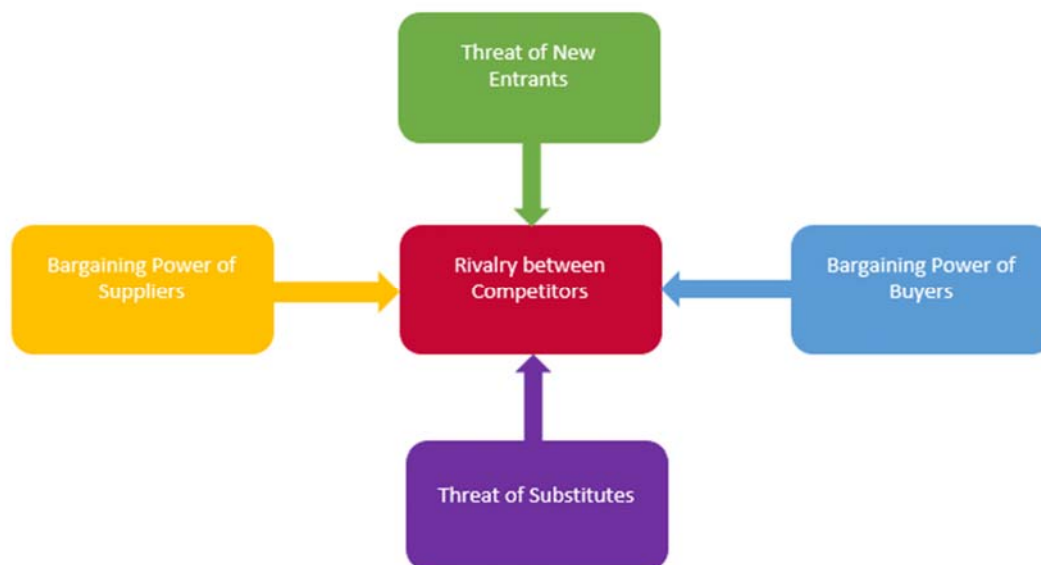 Threat of New
Entrants
Bargaining Power of
Suppliers
Rivalry between
Competitors
Bargaining Power of
Buyers
Threat of Substitutes